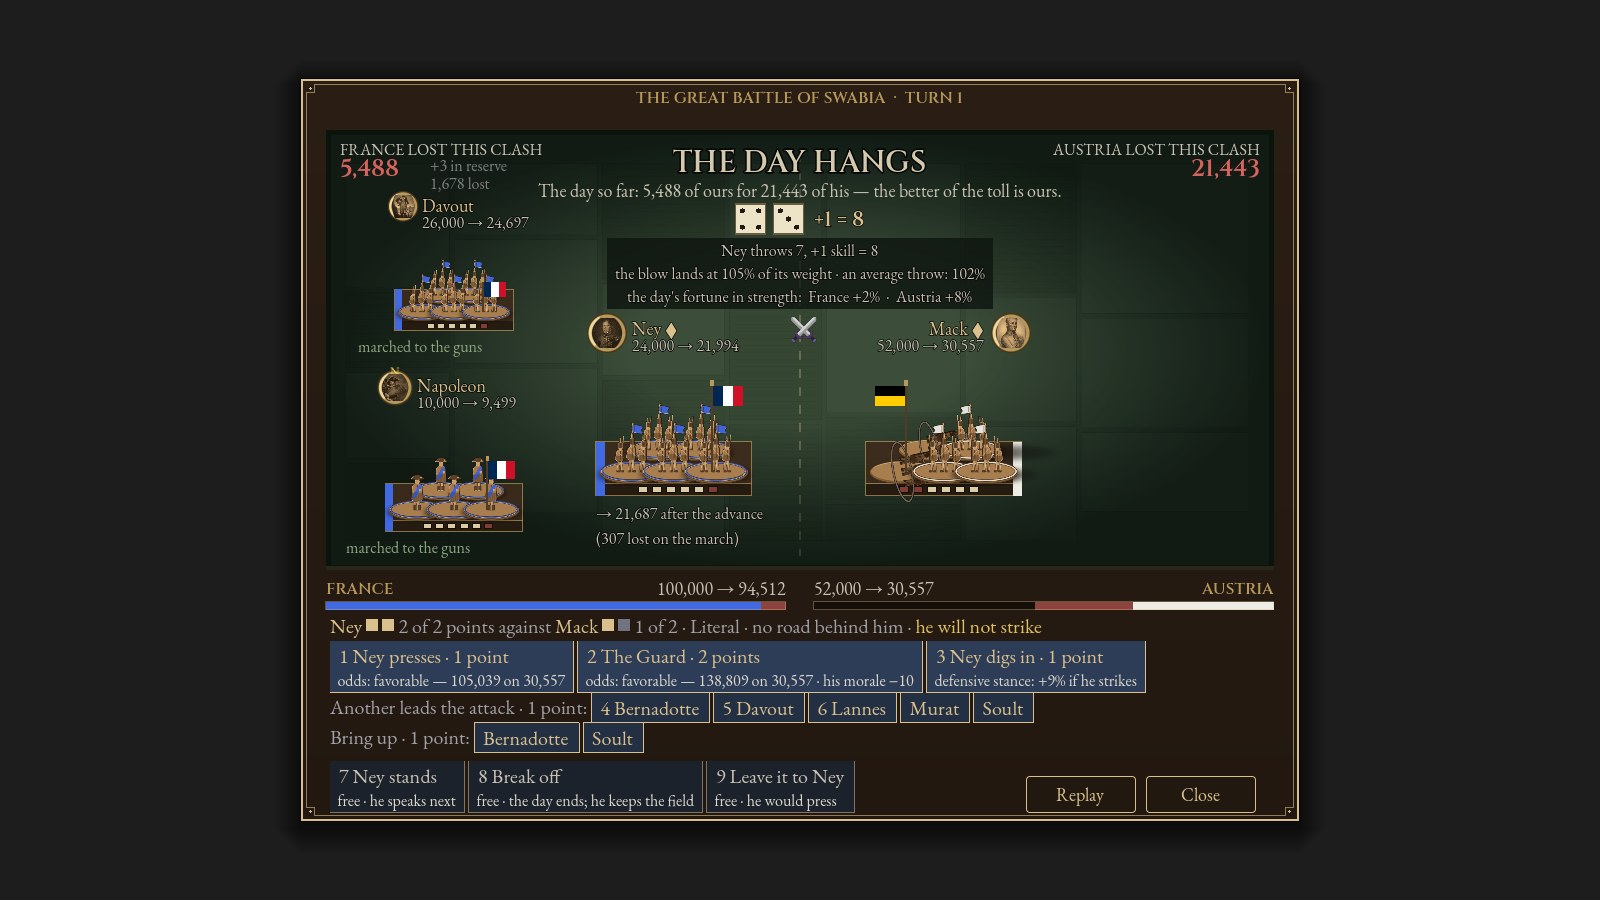 THE GREAT BATTLE OF SWABIA · TURN 1
FRANCE LOST THIS CLASH
5,488
+3 in reserve
1,678 lost
THE DAY HANGS
AUSTRIA LOST THIS CLASH
21,443
The day so far: 5,488 of ours for 21,443 of his — the better of the toll is ours.
+1 = 8
Ney throws 7, +1 skill = 8
the blow lands at 105% of its weight · an average throw: 102%
the day's fortune in strength: France +2% · Austria +8%
Davout
26,000 → 24,697
marched to the guns
N
Napoleon
10,000 → 9,499
marched to the guns
Ney ♦
24,000 → 21,994
→ 21,687 after the advance
(307 lost on the march)
Mack ♦
52,000 → 30,557
FRANCE 100,000 → 94,512 52,000 → 30,557 AUSTRIA
Ney 2 of 2 points against Mack 1 of 2 · Literal · no road behind him · he will not strike
1 Ney presses · 1 point
odds: favorable — 105,039 on 30,557
2 The Guard · 2 points
odds: favorable — 138,809 on 30,557 · his morale −10
3 Ney digs in · 1 point
defensive stance: +9% if he strikes
Another leads the attack · 1 point: 4 Bernadotte 5 Davout 6 Lannes Murat Soult
Bring up · 1 point: Bernadotte Soult
7 Ney stands
free · he speaks next
8 Break off
free · the day ends; he keeps the field
9 Leave it to Ney
free · he would press
Replay
Close